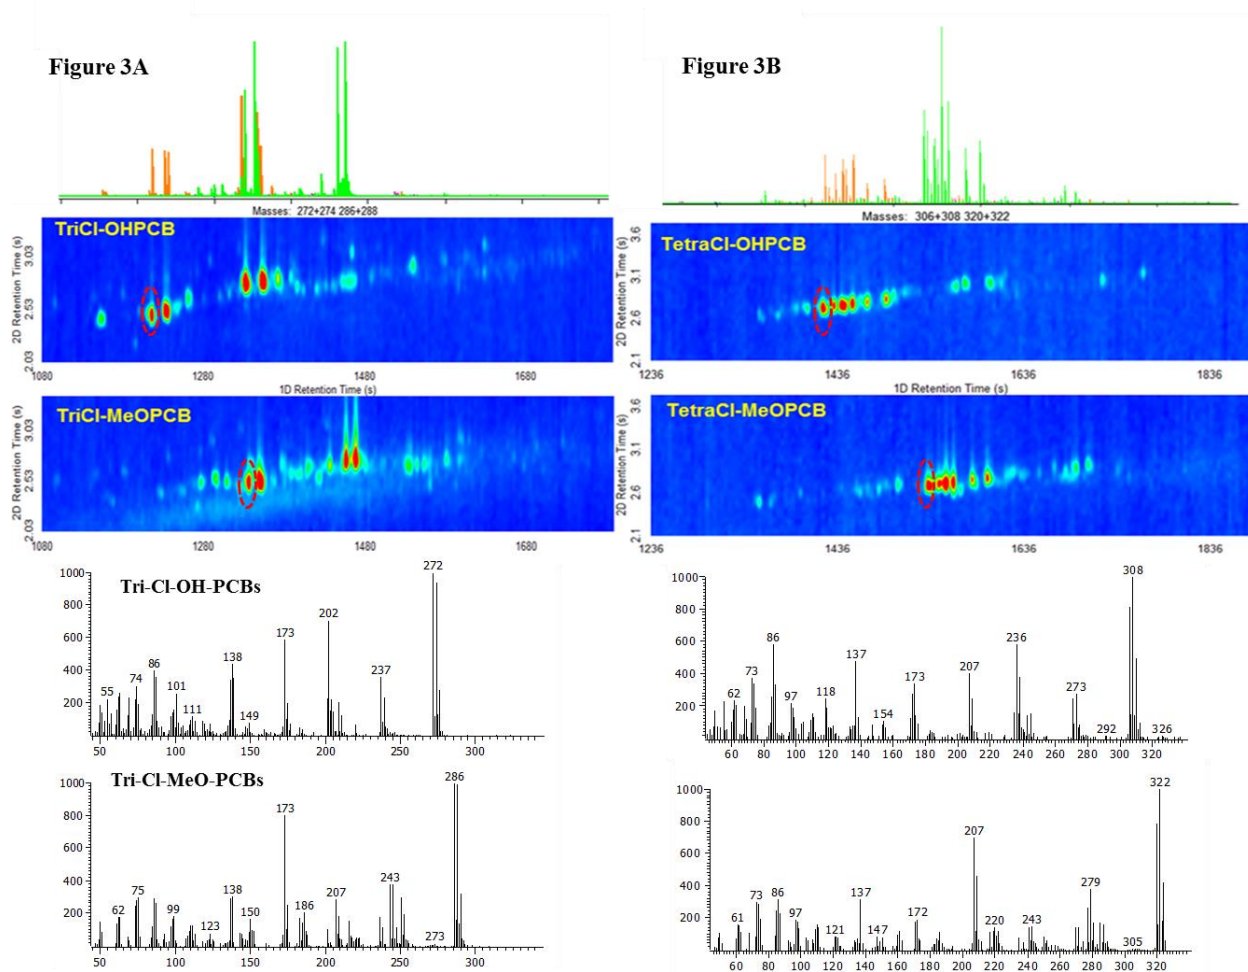 Figure 3A
Figure 3B
Masses: 272+274 286+288
Masses: 306+308 320+322
TriCl-OHPCB
2D Retention Time (s)
2.03 2.53 3.03
1080 1280 1480 1680
1D Retention Time (s)
TetraCl-OHPCB
2D Retention Time (s)
2.1 2.6 3.1 3.6
1236 1436 1636 1836
1D Retention Time (s)
TriCl-MeOPCB
2D Retention Time (s)
2.03 2.53 3.03
1080 1280 1480 1680
TetraCl-MeOPCB
2D Retention Time (s)
2.1 2.6 3.1 3.6
1236 1436 1636 1836
Tri-Cl-OH-PCBs
1000
800
600
400
200
55 74 86 101 111 138 149 173 202 237 272
50 100 150 200 250 300
1000
800
600
400
200
62 73 86 97 118 137 154 173 207 236 273 292 308 326
60 80 100 120 140 160 180 200 220 240 260 280 300 320
Tri-Cl-MeO-PCBs
1000
800
600
400
200
62 75 99 123 138 150 173 186 207 243 273 286
50 100 150 200 250 300
1000
800
600
400
200
61 73 86 97 121 137 147 172 207 220 243 279 305 322
60 80 100 120 140 160 180 200 220 240 260 280 300 320